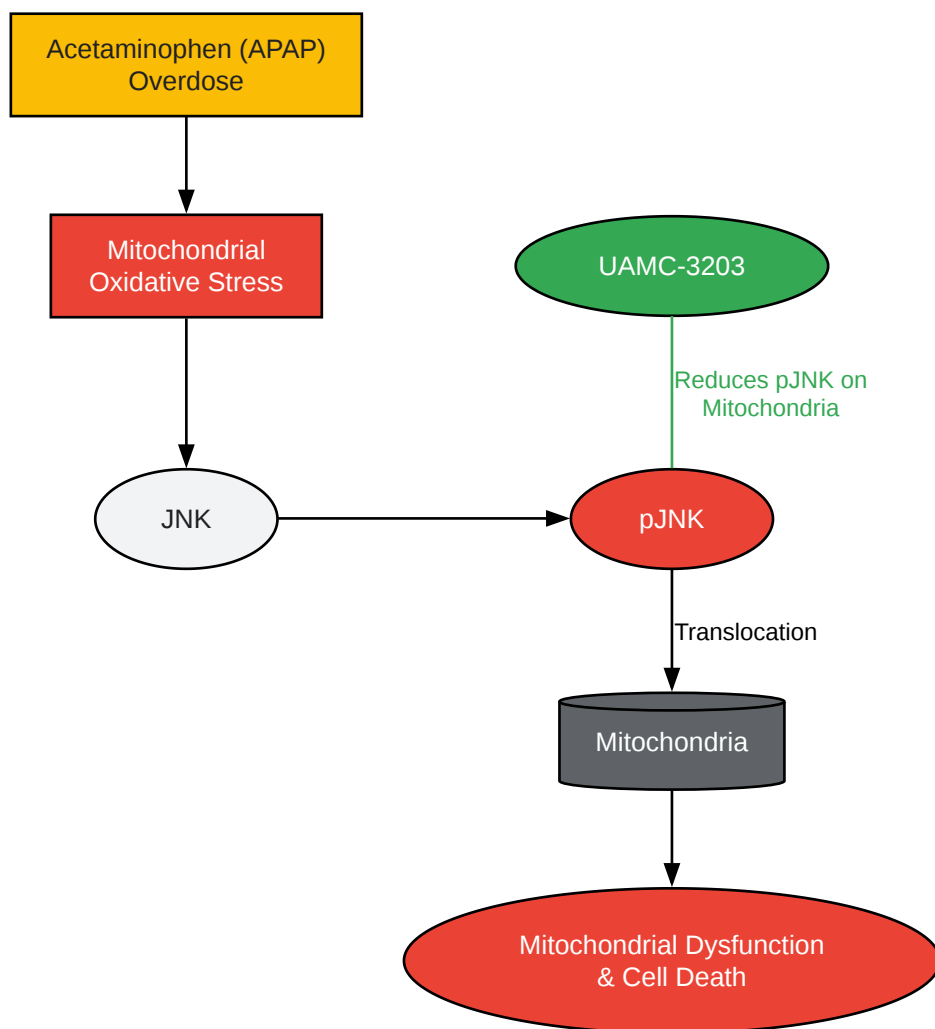 Acetaminophen (APAP)
Overdose
Mitochondrial
Oxidative Stress
UAMC-3203
Reduces pJNK on
Mitochondria
JNK
pJNK
Translocation
Mitochondria
Mitochondrial Dysfunction
& Cell Death